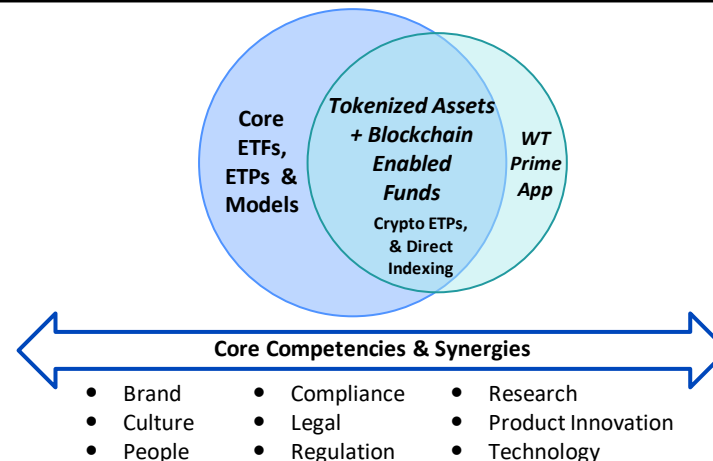 Core
ETFs,
ETPs &
Models
Tokenized Assets
+ Blockchain
Enabled
Funds
Crypto ETPs,
& Direct
Indexing
WT
Prime
App
Core Competencies & Synergies
• Brand
• Culture
• People
• Compliance
• Legal
• Regulation
• Research
• Product Innovation
• Technology